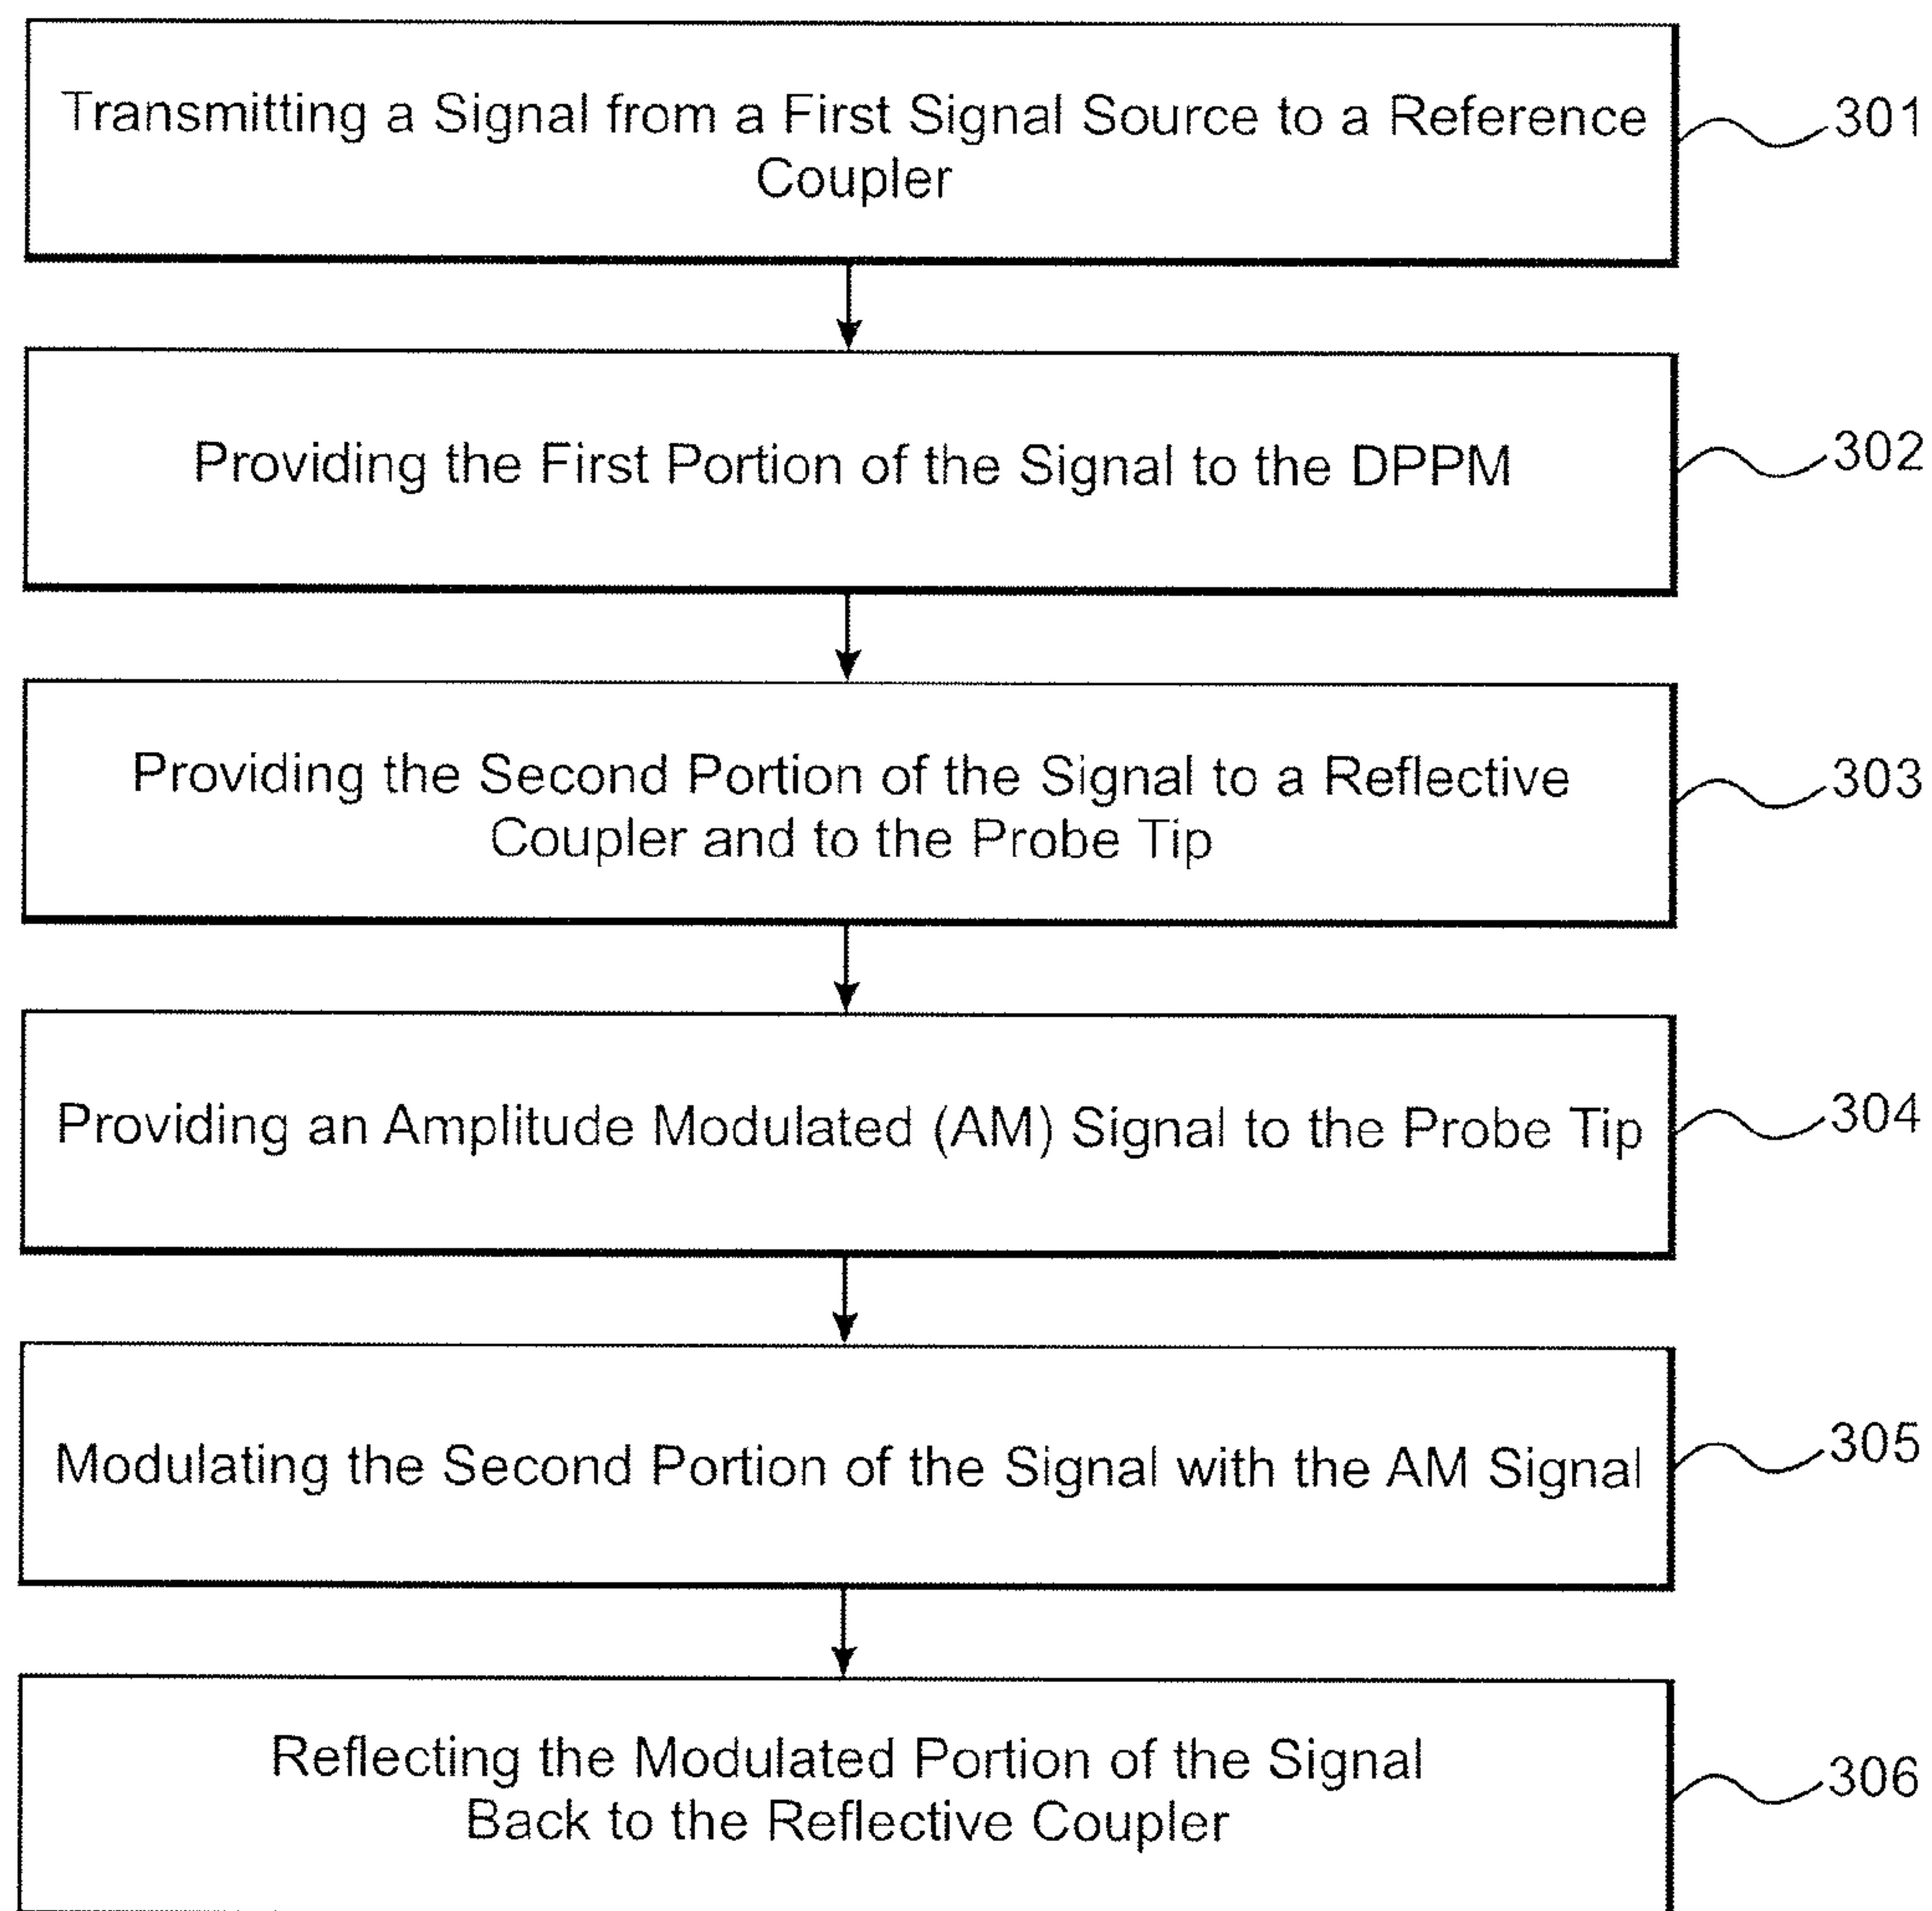 Transmitting a Signal from a First Signal Source to a Reference
Coupler
301
Providing the First Portion of the Signal to the DPPM
302
Providing the Second Portion of the Signal to a Reflective
Coupler and to the Probe Tip
303
Providing an Amplitude Modulated (AM) Signal to the Probe Tip
304
Modulating the Second Portion of the Signal with the AM Signal
305
Reflecting the Modulated Portion of the Signal
Back to the Reflective Coupler
306